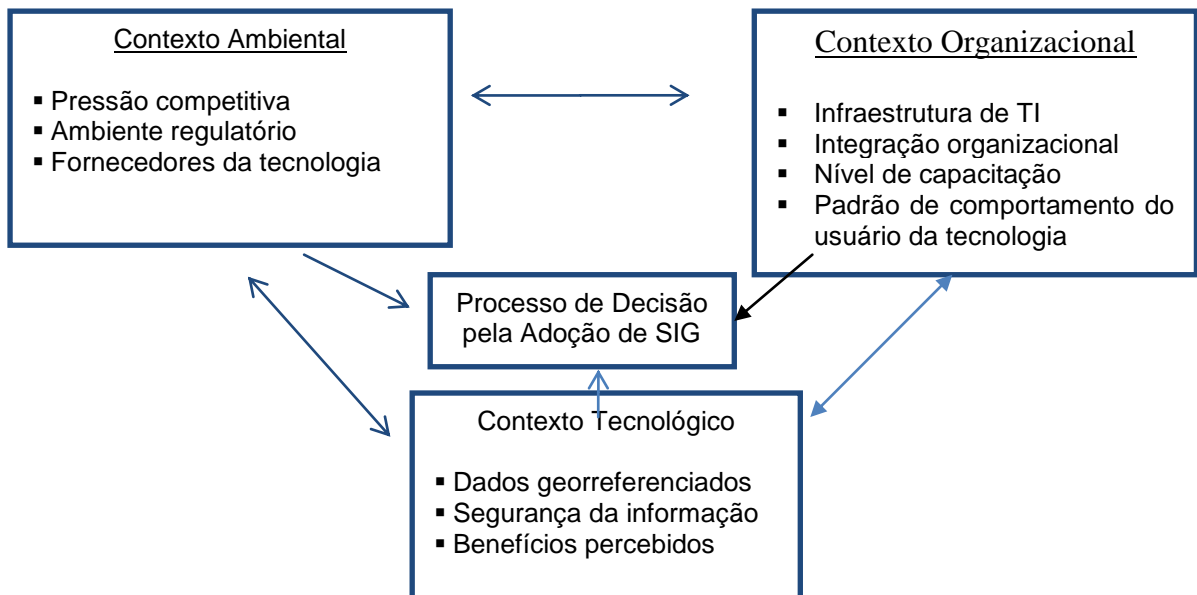 Contexto Ambiental
▪ Pressão competitiva
▪ Ambiente regulatório
▪ Fornecedores da tecnologia
Contexto Organizacional
▪ Infraestrutura de TI
▪ Integração organizacional
▪ Nível de capacitação
▪ Padrão de comportamento do
usuário da tecnologia
Processo de Decisão
pela Adoção de SIG
Contexto Tecnológico
▪ Dados georreferenciados
▪ Segurança da informação
▪ Benefícios percebidos